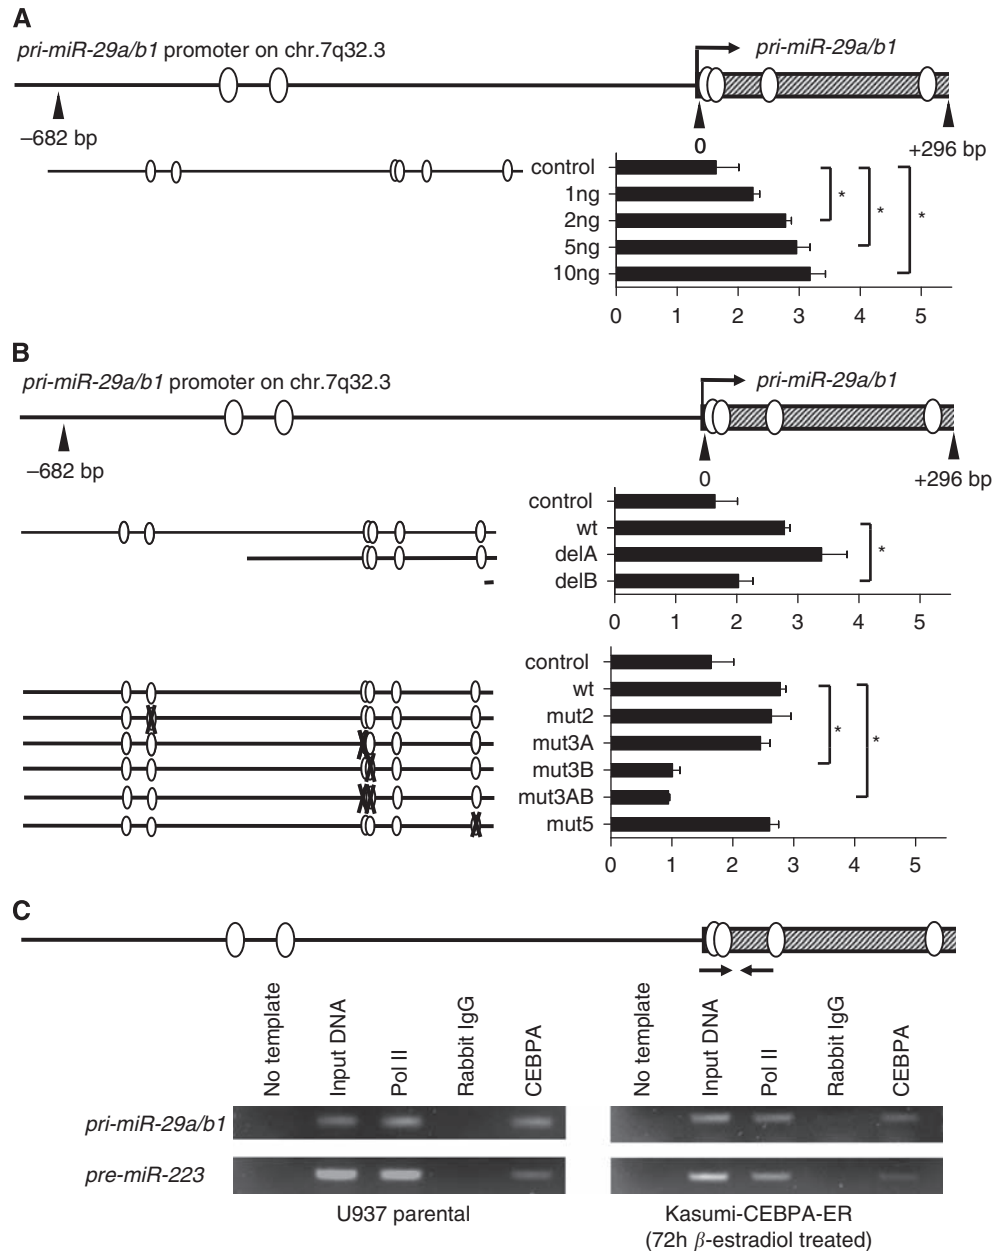 A
pri-miR-29a/b1 promoter on chr.7q32.3
pri-miR-29a/b1
–682 bp
0
+296 bp
control
1ng
2ng
5ng
10ng
*
*
*
0 1 2 3 4 5
B
pri-miR-29a/b1 promoter on chr.7q32.3
pri-miR-29a/b1
–682 bp
0
+296 bp
control
wt
delA
delB
*
0 1 2 3 4 5
control
wt
mut2
mut3A
mut3B
mut3AB
mut5
*
*
0 1 2 3 4 5
C
No template
Input DNA
Pol II
Rabbit IgG
CEBPA
No template
Input DNA
Pol II
Rabbit IgG
CEBPA
pri-miR-29a/b1
pre-miR-223
U937 parental
Kasumi-CEBPA-ER
(72h β-estradiol treated)